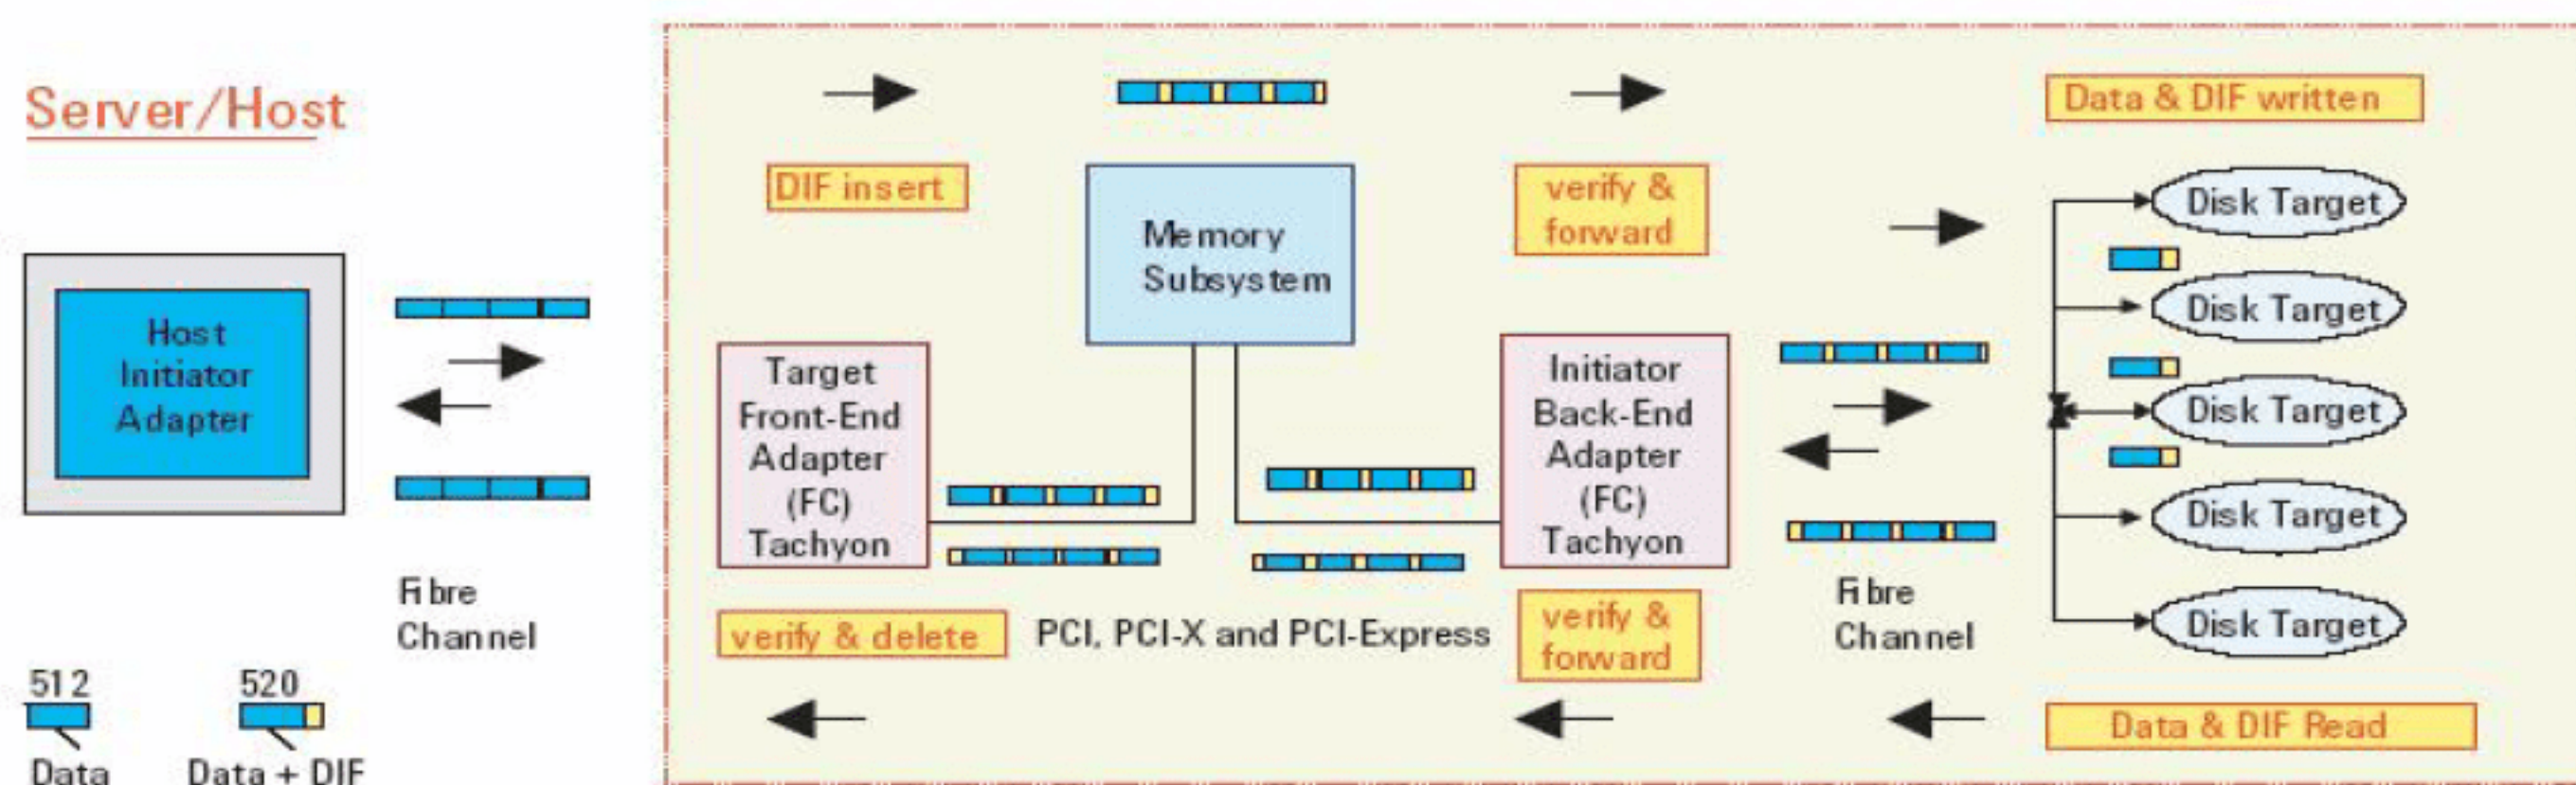 Server/Host
Host
Initiator
Adapter
Fibre
Channel
512
Data
520
Data + DIF
DIF insert
Memory
Subsystem
verify &
forward
Data & DIF written
Target
Front-End
Adapter
(FC)
Tachyon
Initiator
Back-End
Adapter
(FC)
Tachyon
Disk Target
Disk Target
Disk Target
Disk Target
Disk Target
verify & delete
PCI, PCI-X and PCI-Express
verify &
forward
Fibre
Channel
Data & DIF Read